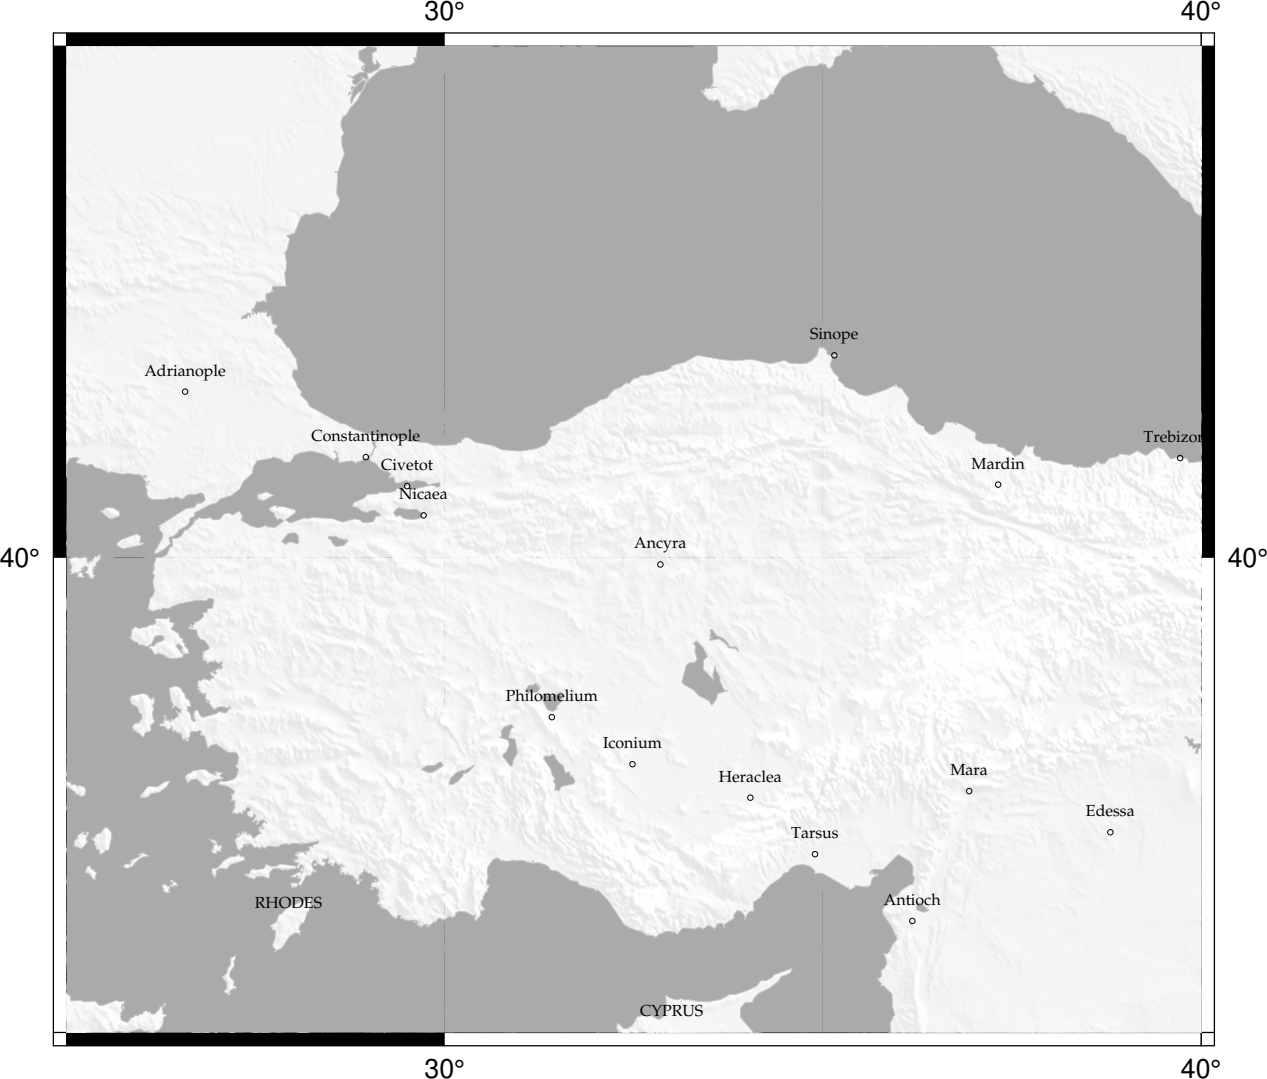 30°
40°
Sinope
Adrianople
Constantinople
Trebizon
Civetot
Mardin
Nicaea
Ancyra
40°
40°
Philomelium
Iconium
Mara
Heraclea
Edessa
Tarsus
Antioch
RHODES
CYPRUS
30°
40°